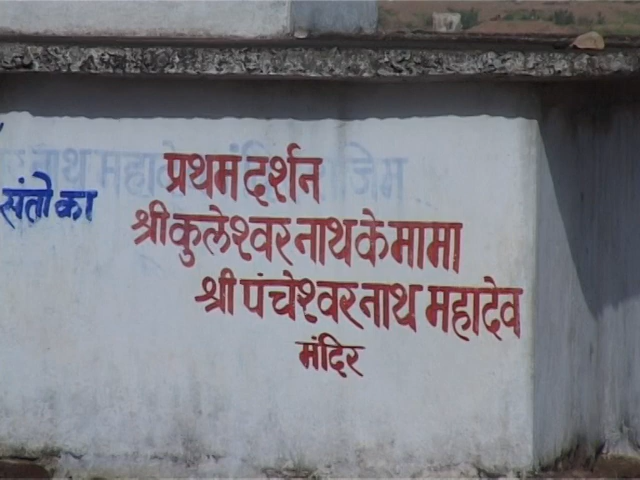 प्रथम दर्शन
संतो का
श्री कुलेश्वर नाथ के मामा
श्री पंचेश्वर नाथ महादेव
मंदिर